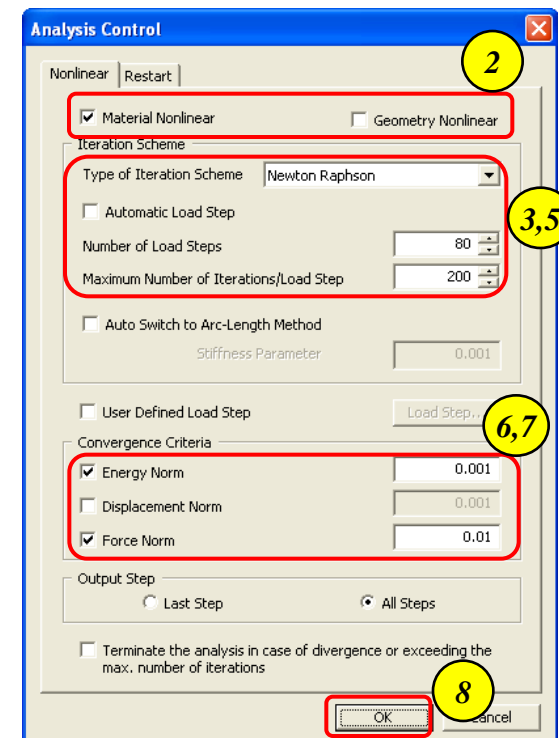 Analysis Control
2
Nonlinear Restart
Material Nonlinear Geometry Nonlinear
Iteration Scheme
Type of Iteration Scheme Newton Raphson
Automatic Load Step
3,5
Number of Load Steps 80
Maximum Number of Iterations/Load Step 200
Auto Switch to Arc-Length Method
Stiffness Parameter 0.001
User Defined Load Step Load Step..
6,7
Convergence Criteria
Energy Norm 0.001
Displacement Norm 0.001
Force Norm 0.01
Output Step
Last Step All Steps
Terminate the analysis in case of divergence or exceeding the
max. number of iterations
8
OK Cancel